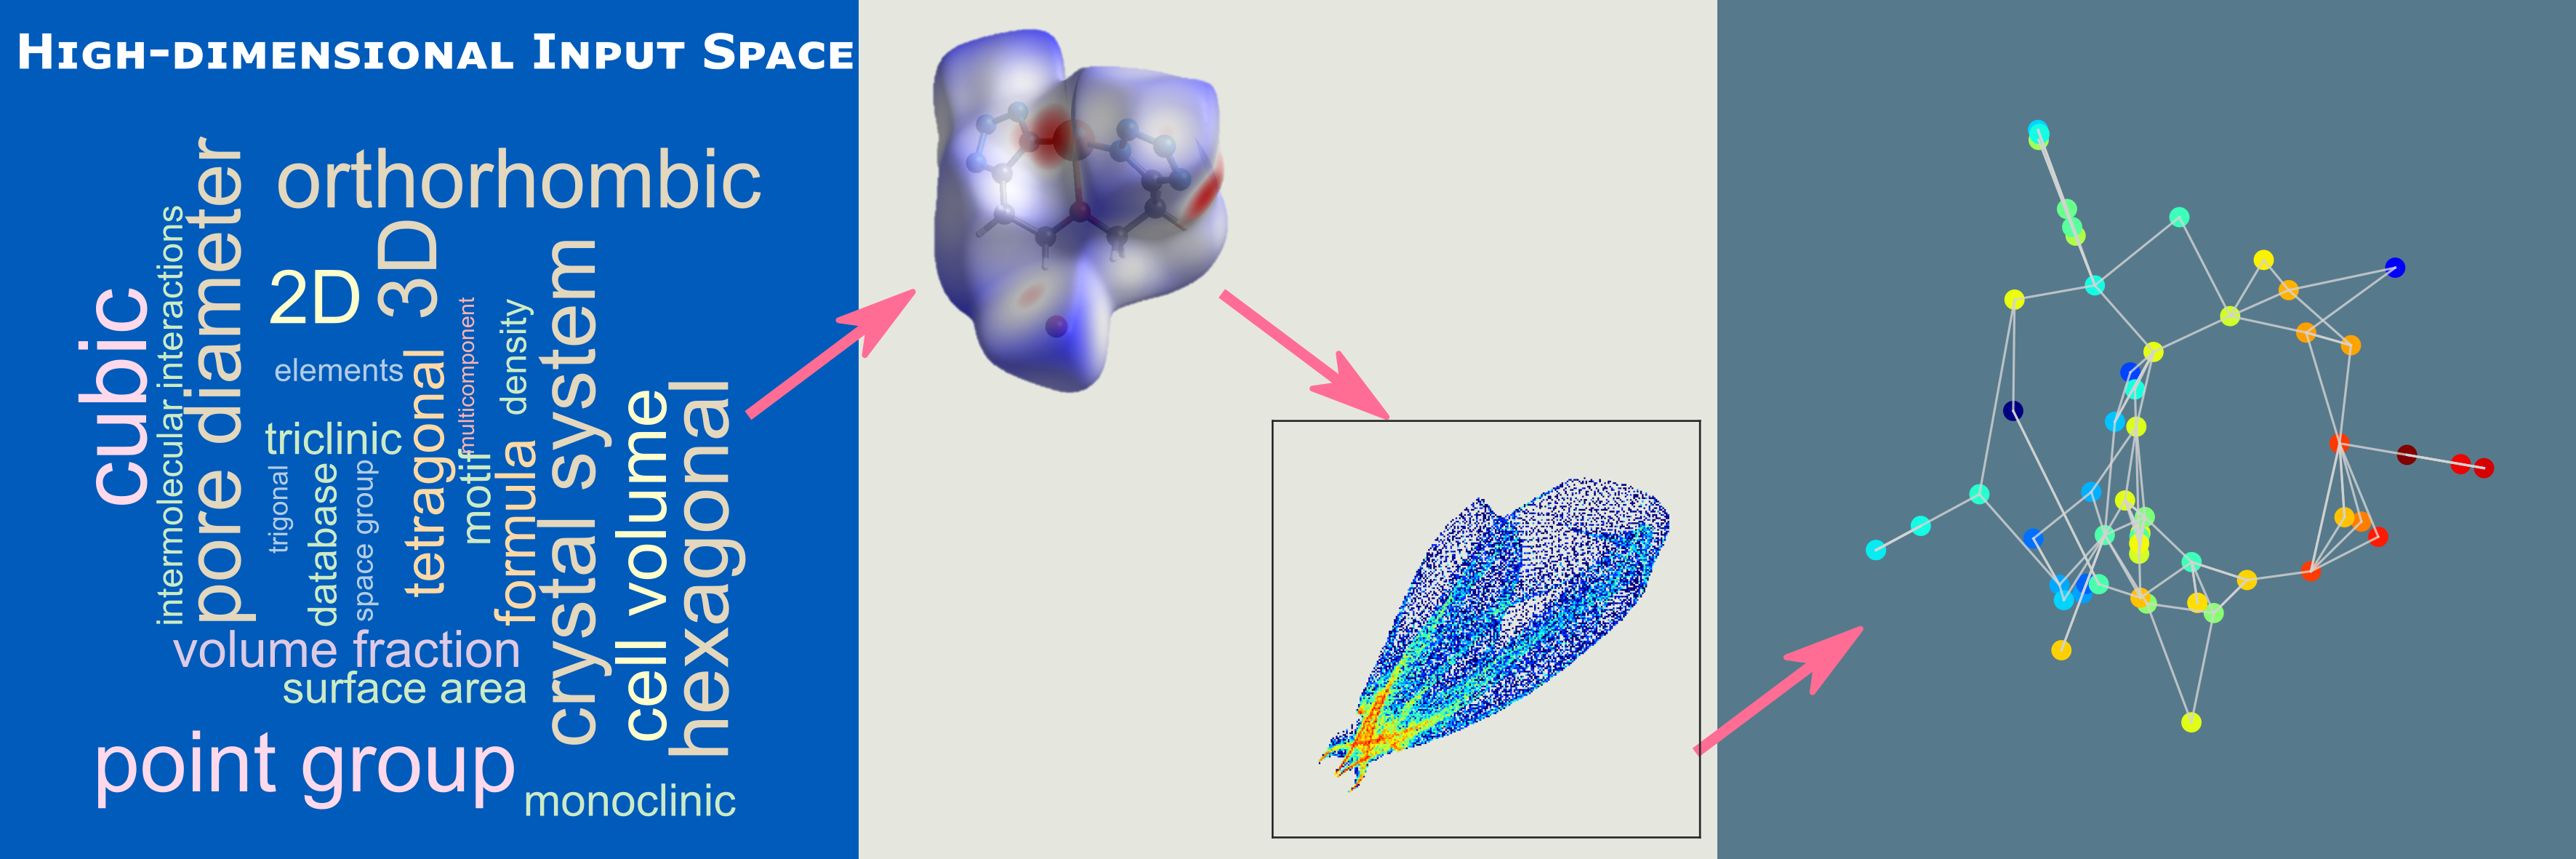 High-dimensional Input Space
orthorhombic
pore diameter
intermolecular interactions
cubic
2D
3D
elements
multicomponent
density
crystal system
triclinic
tetragonal
motif
formula
cell volume
hexagonal
trigonal
database
space group
volume fraction
surface area
point group
monoclinic